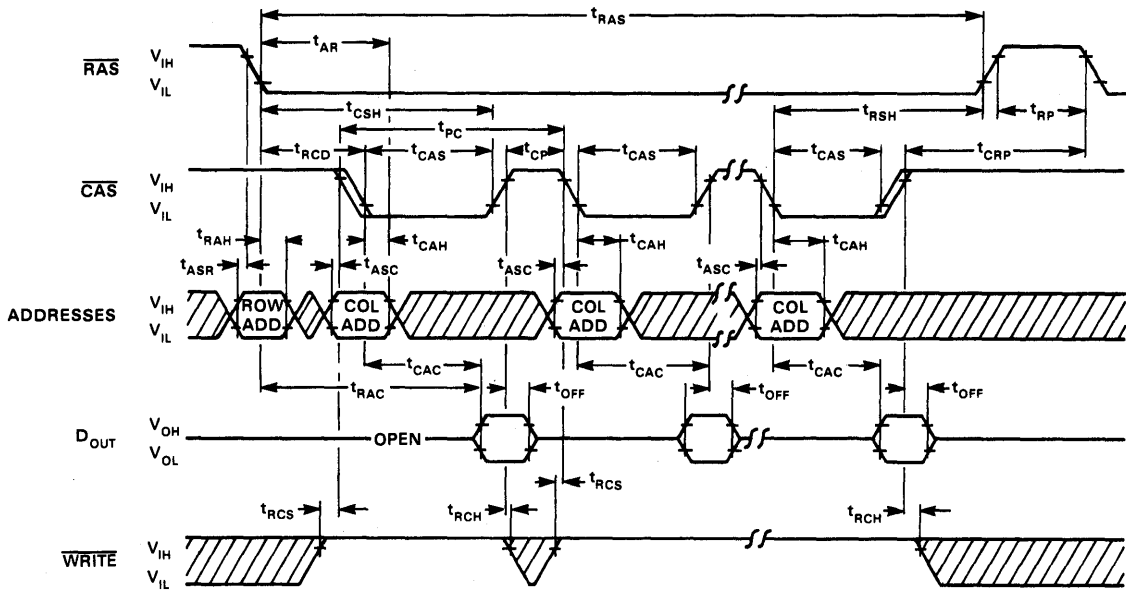 tRAS
tAR
RAS VIH
VIL
tCSH tRSH tRP
tPC
tRCD tCAS tCP tCAS tCAS tCRP
CAS VIH
VIL
tRAH tCAH tCAH tCAH
tASR tASC tASC tASC
ADDRESSES VIH
VIL
ROW ADD
COL ADD
COL ADD
COL ADD
tCAC tCAC tCAC
tRAC tOFF tOFF tOFF
DOUT VOH
VOL
OPEN
tRCS
tRCS tRCH tRCH
WRITE VIH
VIL